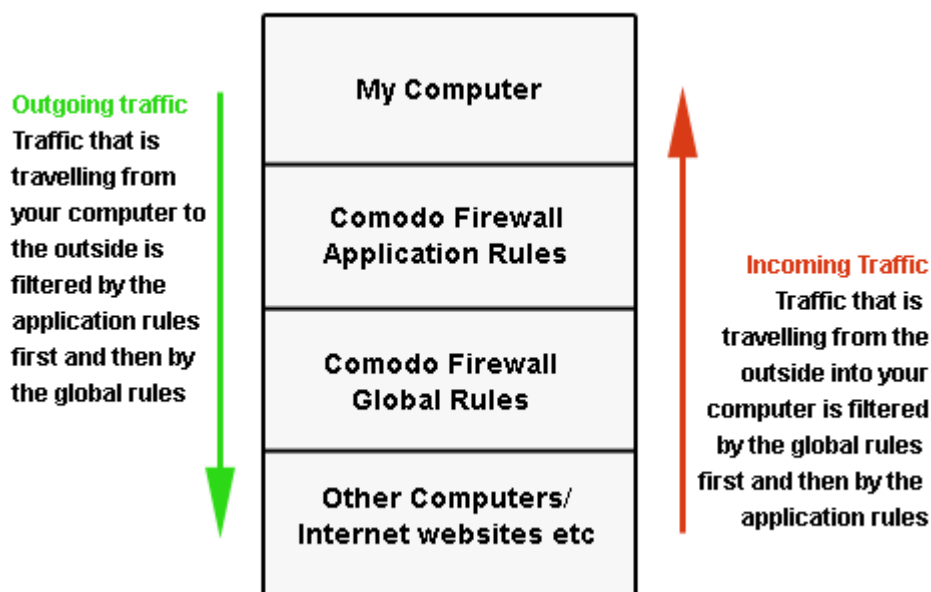 My Computer
Outgoing traffic
Traffic that is
travelling from
your computer to
the outside is
filtered by the
application rules
first and then by
the global rules
Comodo Firewall
Application Rules
Comodo Firewall
Global Rules
Other Computers/
Internet websites etc
Incoming Traffic
Traffic that is
travelling from the
outside into your
computer is filtered
by the global rules
first and then by the
application rules